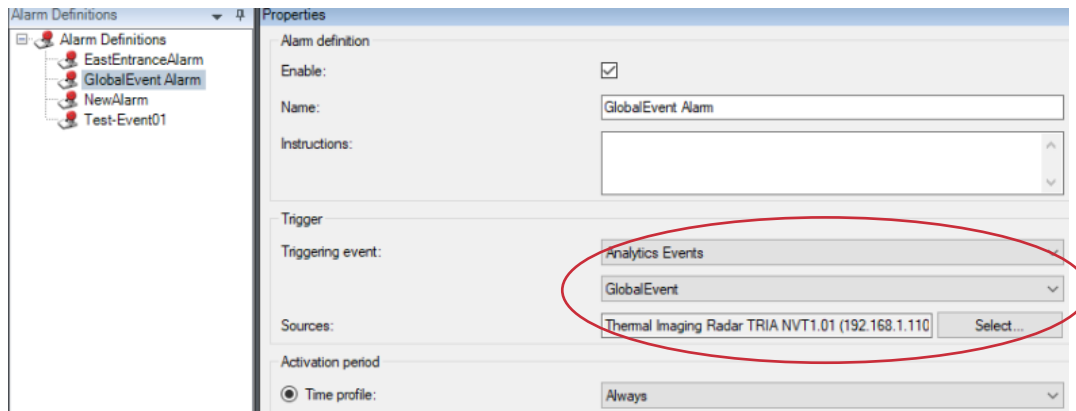 Alarm Definitions
Alarm Definitions
EastEntranceAlarm
GlobalEvent Alarm
NewAlarm
Test-Event01
Properties
Alarm definition
Enable:
Name: GlobalEvent Alarm
Instructions:
Trigger
Triggering event: Analytics Events
GlobalEvent
Sources: Thermal Imaging Radar TRIA NVT1.01 (192.168.1.110 Select...
Activation period
Time profile: Always